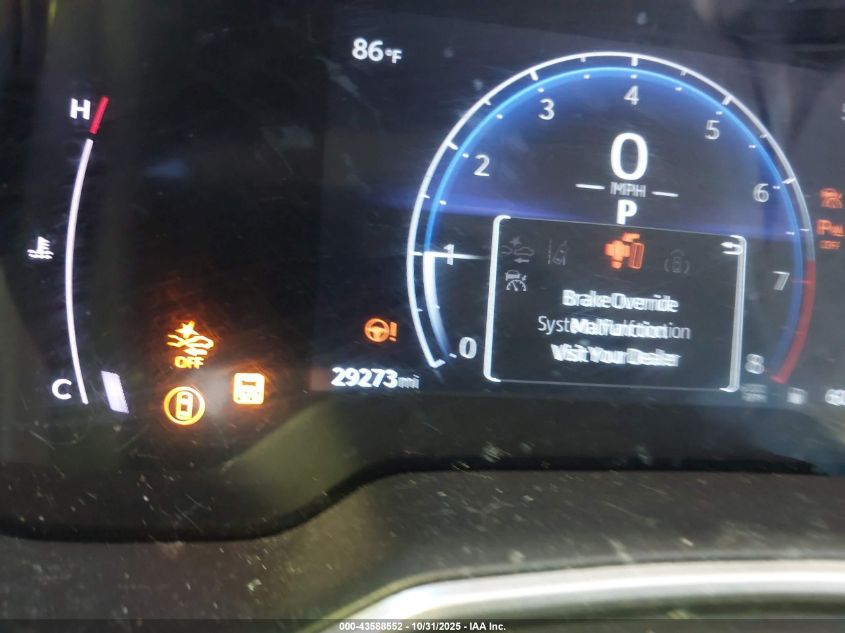 86°F
H
4
3
5
2
0
6
MPH
P
1
7
Brake Override
System Malfunction
Visit Your Dealer
OFF
OFF
0
8
C
29273mi
000-43588552 - 10/31/2025 - IAA Inc.